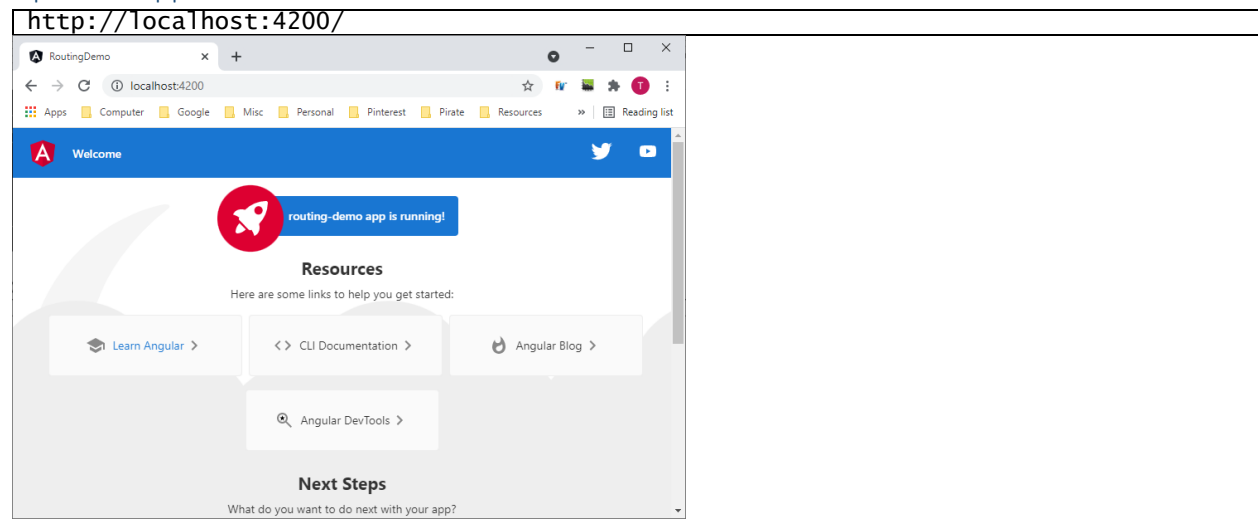 http://localhost:4200/
RoutingDemo
localhost:4200
T
Apps Computer Google Misc Personal Pinterest Pirate Resources » Reading list
A Welcome
routing-demo app is running!
Resources
Here are some links to help you get started:
Learn Angular > <> CLI Documentation > Angular Blog >
Angular DevTools >
Next Steps
What do you want to do next with your app?